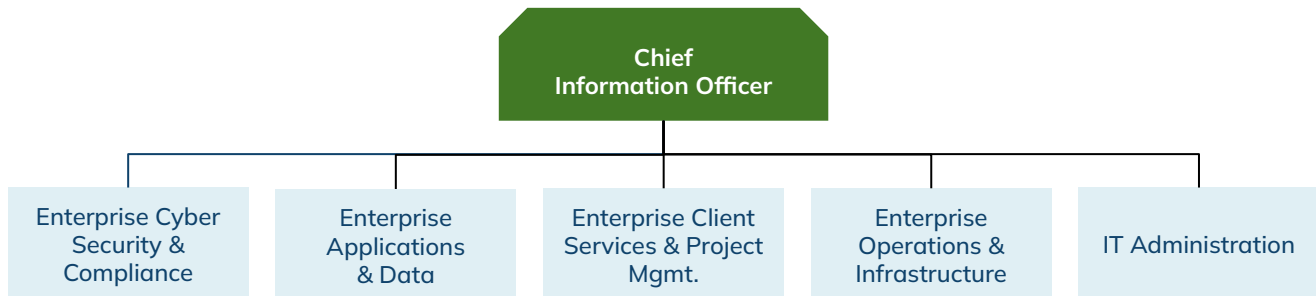 Chief
Information Officer
Enterprise Cyber
Security &
Compliance
Enterprise
Applications
& Data
Enterprise Client
Services & Project
Mgmt.
Enterprise
Operations &
Infrastructure
IT Administration